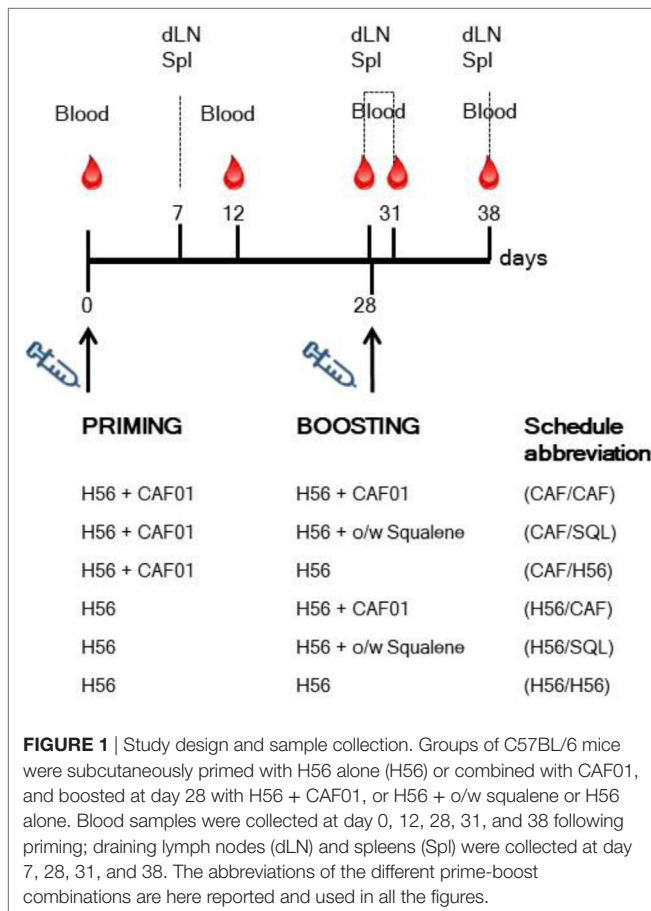 dLN dLN dLN
Spl Spl Spl
Blood Blood Blood Blood
7 12 31 38
days
0 28
PRIMING BOOSTING Schedule
abbreviation
H56 + CAF01 H56 + CAF01 (CAF/CAF)
H56 + CAF01 H56 + o/w Squalene (CAF/SQL)
H56 + CAF01 H56 (CAF/H56)
H56 H56 + CAF01 (H56/CAF)
H56 H56 + o/w Squalene (H56/SQL)
H56 H56 (H56/H56)
FIGURE 1 | Study design and sample collection. Groups of C57BL/6 mice
were subcutaneously primed with H56 alone (H56) or combined with CAF01,
and boosted at day 28 with H56 + CAF01, or H56 + o/w squalene or H56
alone. Blood samples were collected at day 0, 12, 28, 31, and 38 following
priming; draining lymph nodes (dLN) and spleens (Spl) were collected at day
7, 28, 31, and 38. The abbreviations of the different prime-boost
combinations are here reported and used in all the figures.